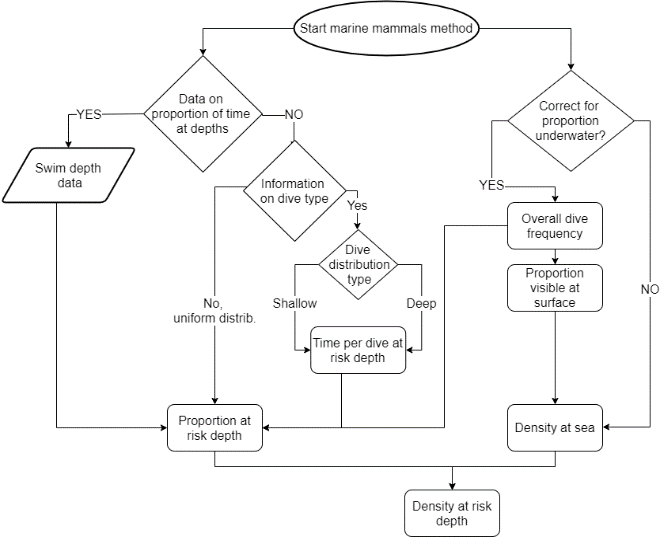 Start marine mammals method
Data on
proportion of time
at depths
YES
NO
Correct for
proportion
underwater?
Swim depth
data
Information
on dive type
YES
Yes
Overall dive
frequency
Dive
distribution
type
Proportion
visible at
surface
NO
No,
uniform distrib.
Shallow
Deep
Time per dive at
risk depth
Proportion at
risk depth
Density at sea
Density at risk
depth